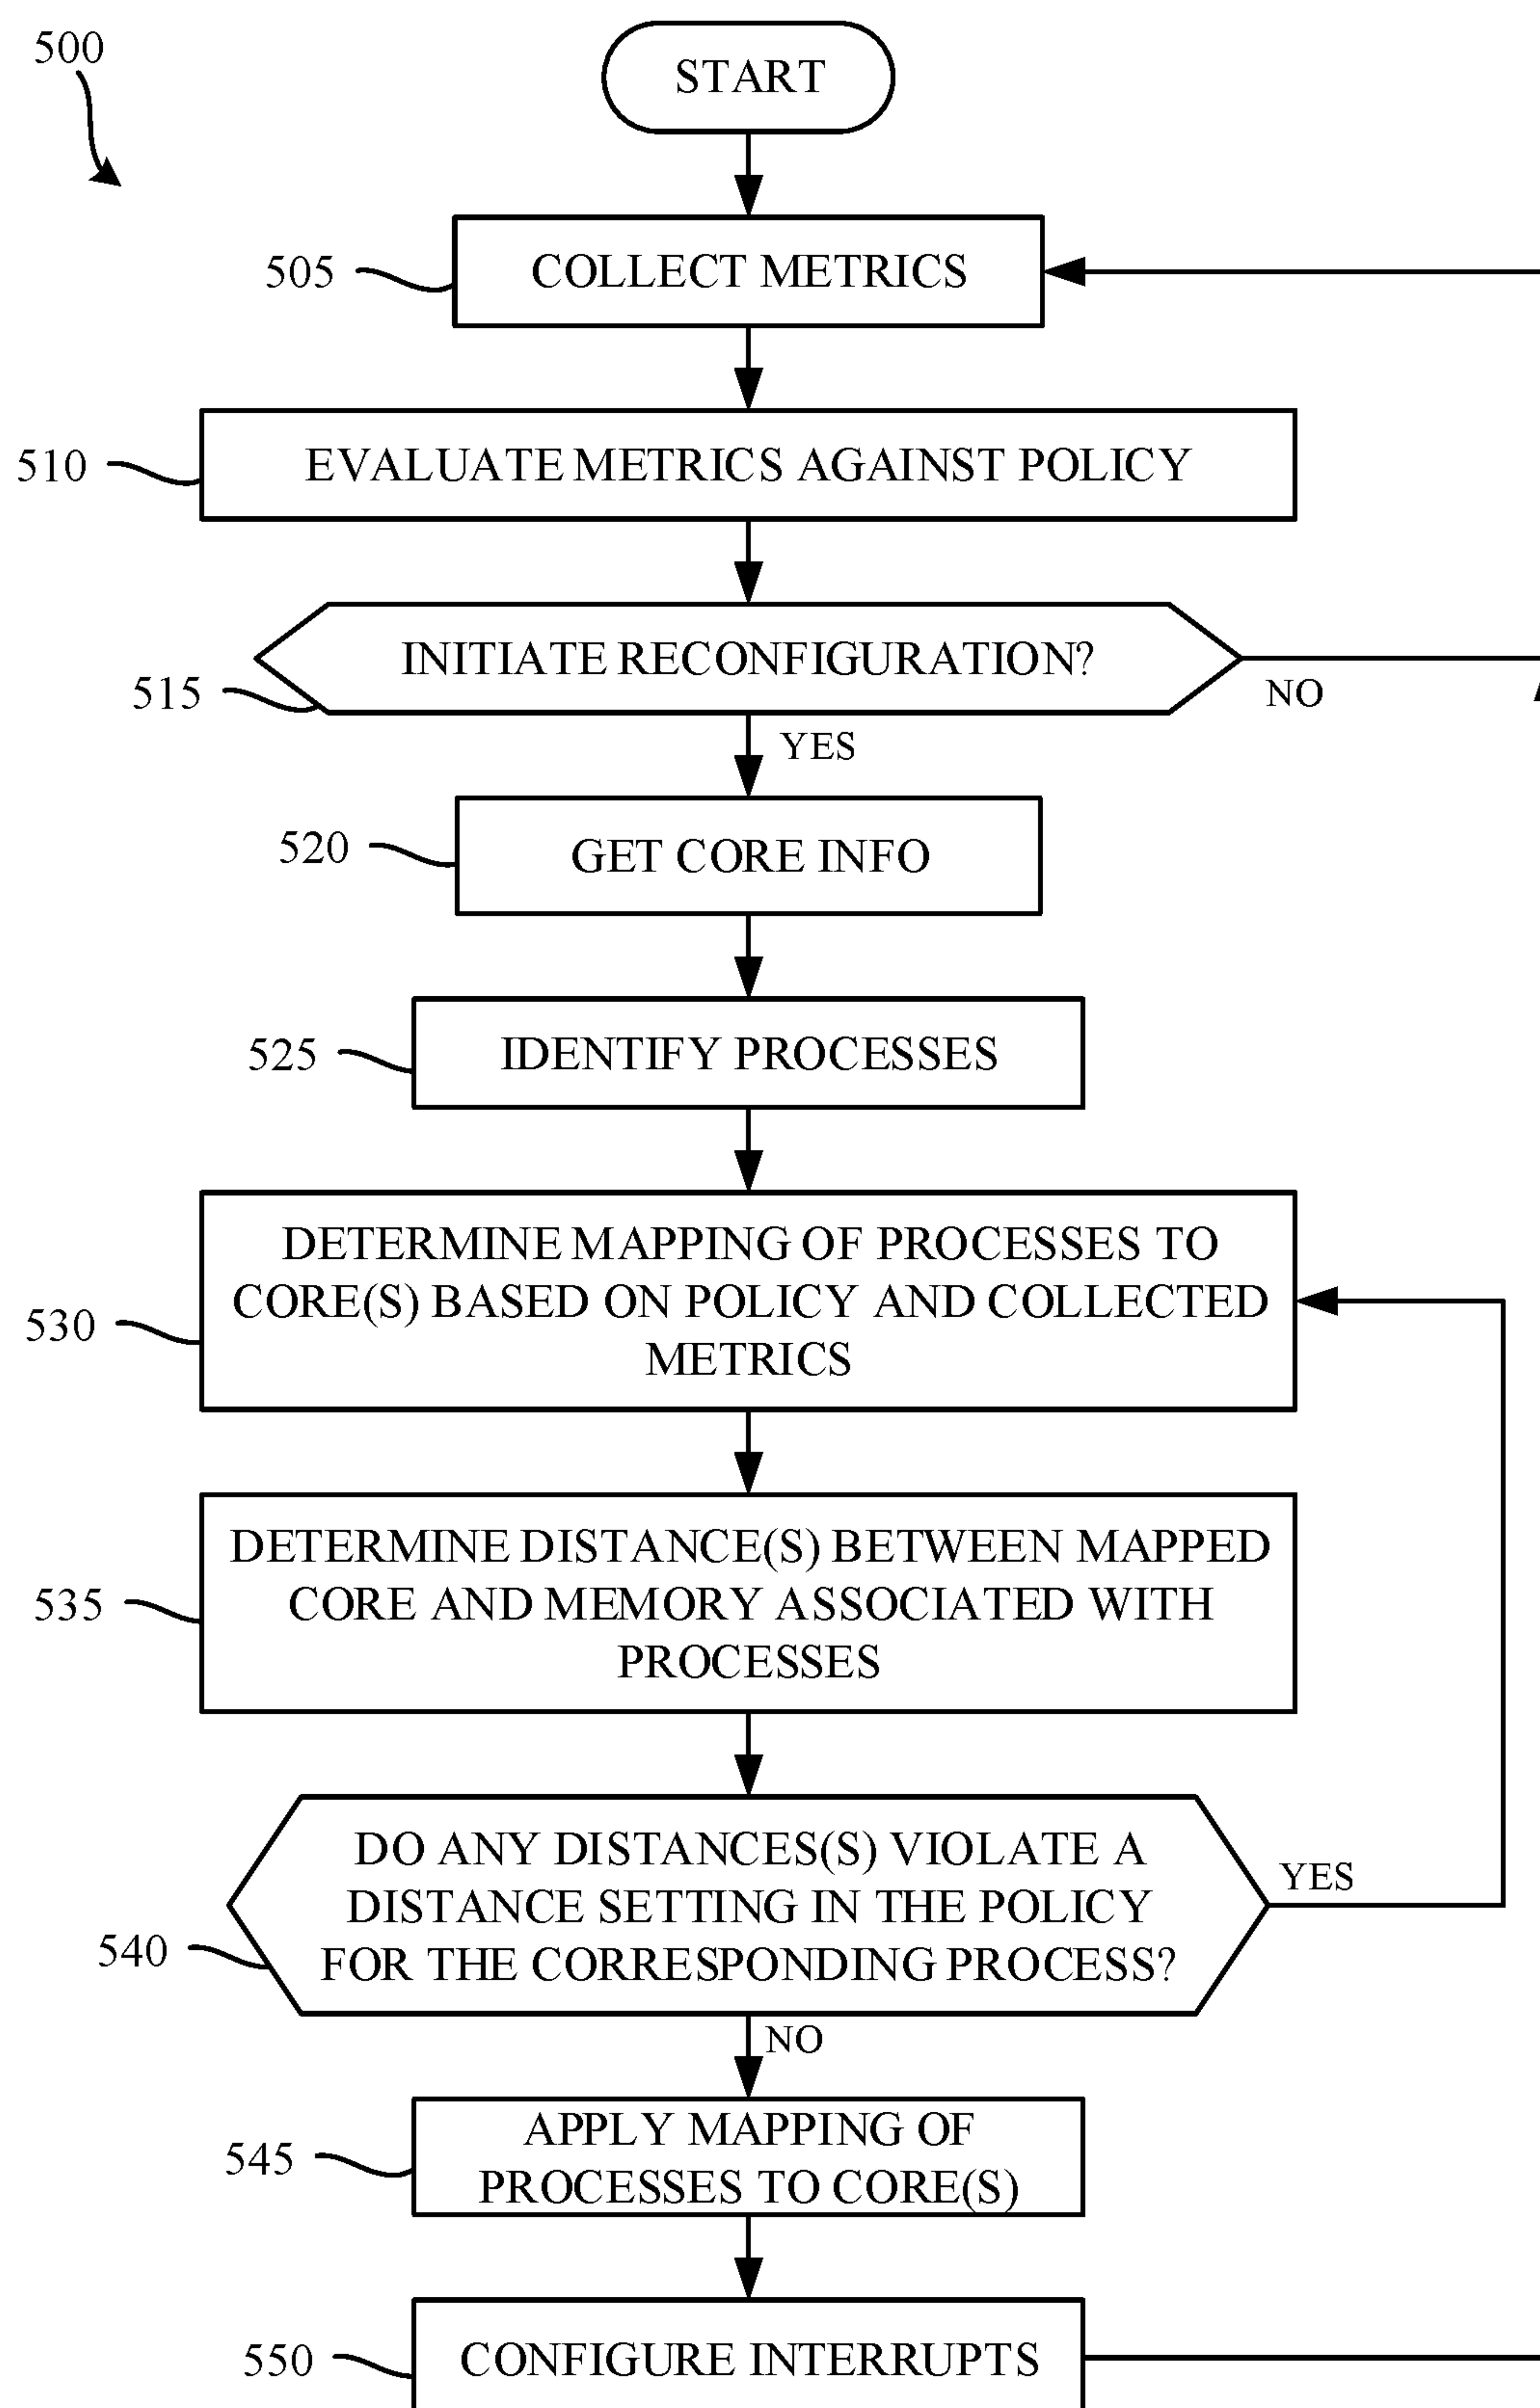 500
START
505
COLLECT METRICS
510
EVALUATE METRICS AGAINST POLICY
INITIATE RECONFIGURATION?
515
NO
YES
520
GET CORE INFO
525
IDENTIFY PROCESSES
DETERMINE MAPPING OF PROCESSES TO
CORE(S) BASED ON POLICY AND COLLECTED
530
METRICS
DETERMINE DISTANCE(S) BETWEEN MAPPED
535
CORE AND MEMORY ASSOCIATED WITH
PROCESSES
DO ANY DISTANCES(S) VIOLATE A
YES
DISTANCE SETTING IN THE POLICY
540
FOR THE CORRESPONDING PROCESS?
NO
APPLY MAPPING OF
545
PROCESSES TO CORE(S)
550
CONFIGURE INTERRUPTS